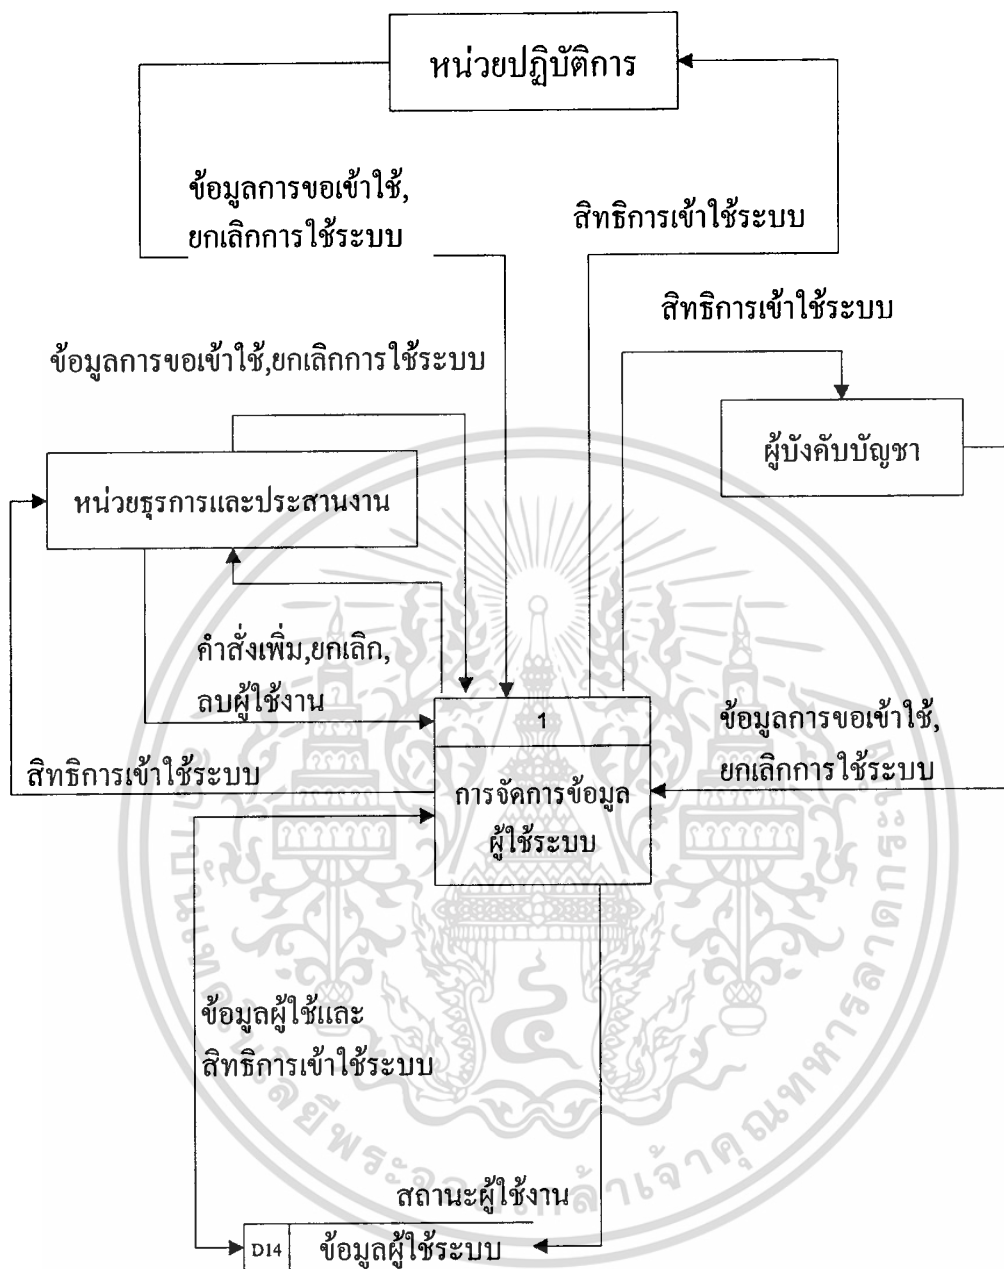 หน่วยปฏิบัติการ
ข้อมูลการขอเข้าใช้,
ยกเลิกการใช้ระบบ
สิทธิการเข้าใช้ระบบ
สิทธิการเข้าใช้ระบบ
ข้อมูลการขอเข้าใช้,ยกเลิกการใช้ระบบ
ผู้บังคับบัญชา
หน่วยธุรการและประสานงาน
คำสั่งเพิ่ม,ยกเลิก,
ลบผู้ใช้งาน
1
ข้อมูลการขอเข้าใช้,
ยกเลิกการใช้ระบบ
สิทธิการเข้าใช้ระบบ
การจัดการข้อมูล
ผู้ใช้ระบบ
ข้อมูลผู้ใช้และ
สิทธิการเข้าใช้ระบบ
สถานะผู้ใช้งาน
D14 ข้อมูลผู้ใช้ระบบ